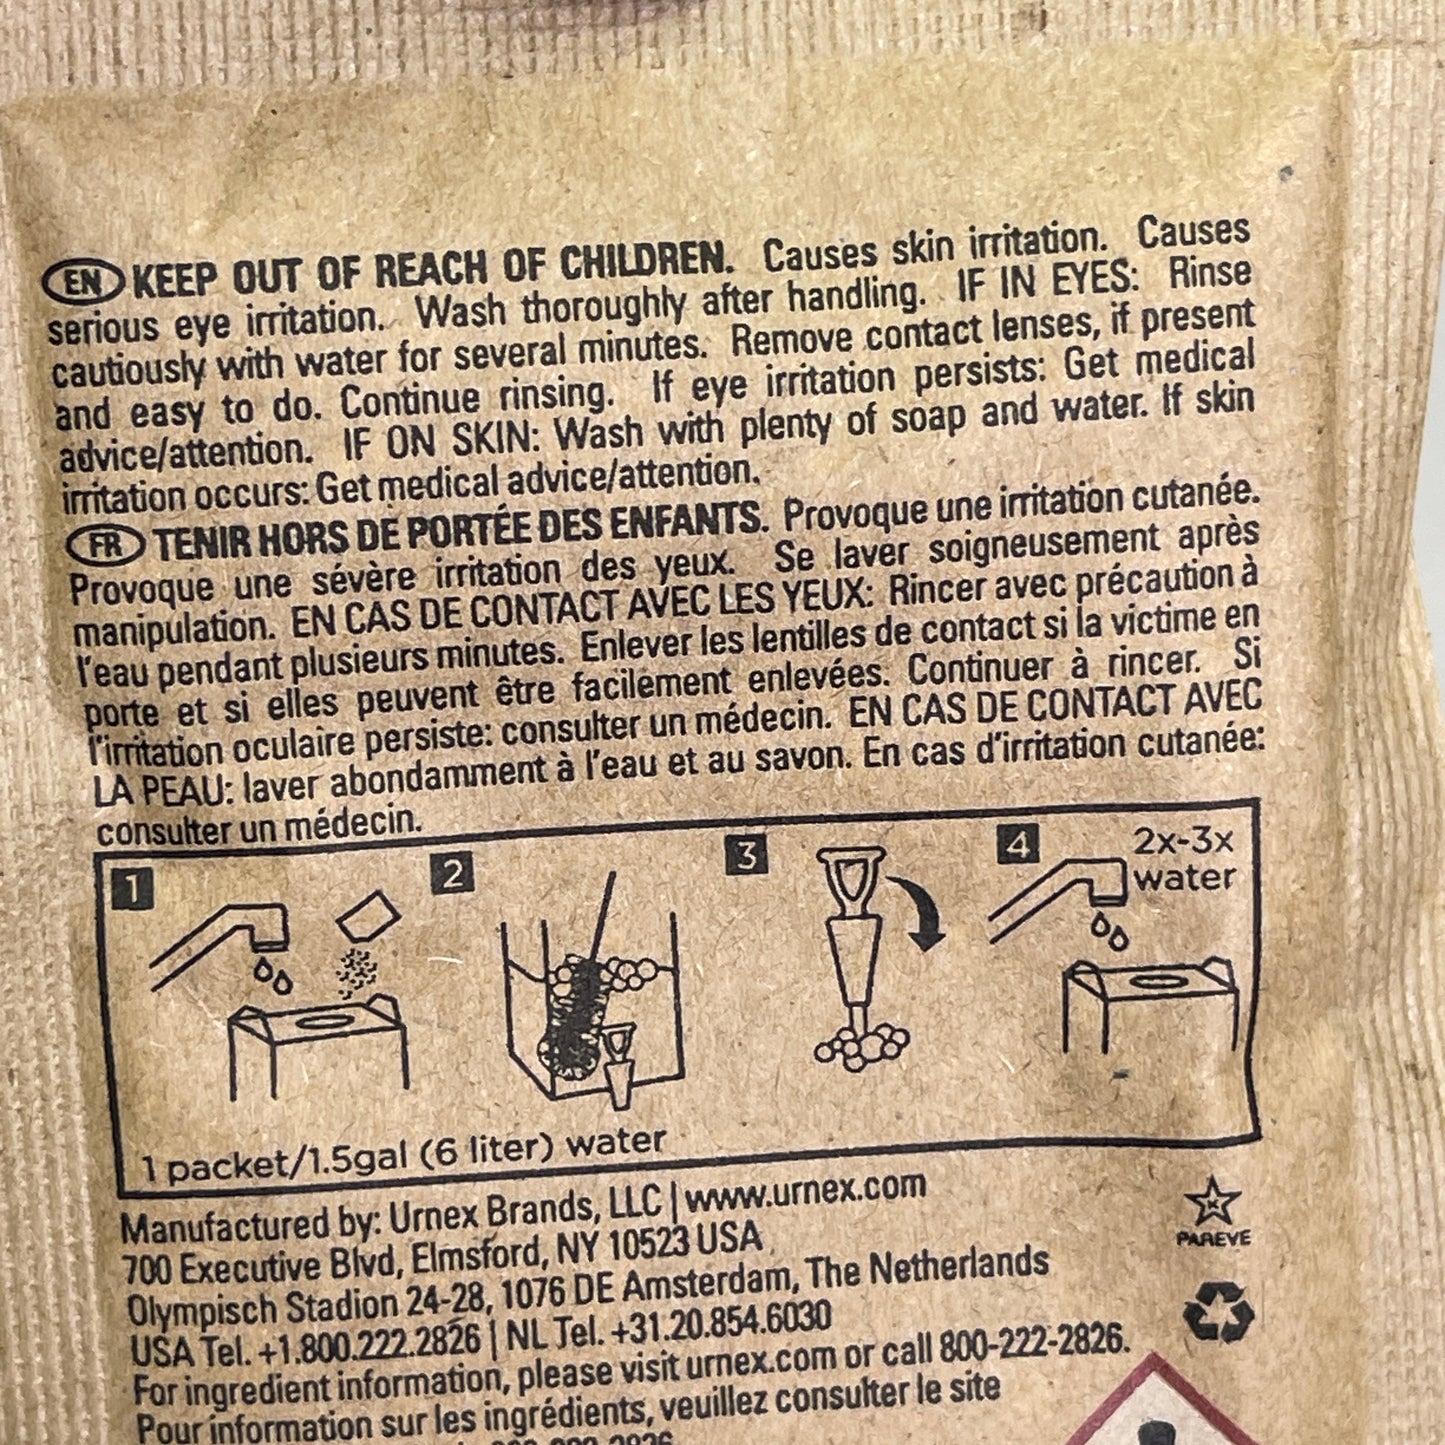 EN KEEP OUT OF REACH OF CHILDREN. Causes skin irritation. Causes
serious eye irritation. Wash thoroughly after handling. IF IN EYES: Rinse
cautiously with water for several minutes. Remove contact lenses, if present
and easy to do. Continue rinsing. If eye irritation persists: Get medical
advice/attention. IF ON SKIN: Wash with plenty of soap and water. If skin
irritation occurs: Get medical advice/attention.
FR TENIR HORS DE PORTÉE DES ENFANTS. Provoque une irritation cutanée.
Provoque une sévère irritation des yeux. Se laver soigneusement après
manipulation. EN CAS DE CONTACT AVEC LES YEUX: Rincer avec précaution à
l'eau pendant plusieurs minutes. Enlever les lentilles de contact si la victime en
porte et si elles peuvent être facilement enlevées. Continuer à rincer. Si
l'irritation oculaire persiste: consulter un médecin. EN CAS DE CONTACT AVEC
LA PEAU: laver abondamment à l'eau et au savon. En cas d'irritation cutanée:
consulter un médecin.
1
2
3
4
2x-3x
water
1 packet/1.5gal (6 liter) water
Manufactured by: Urnex Brands, LLC | www.urnex.com
700 Executive Blvd, Elmsford, NY 10523 USA
Olympisch Stadion 24-28, 1076 DE Amsterdam, The Netherlands
USA Tel. +1.800.222.2826 | NL Tel. +31.20.854.6030
For ingredient information, please visit urnex.com or call 800-222-2826.
Pour information sur les ingrédients, veuillez consulter le site
K
PAREVE